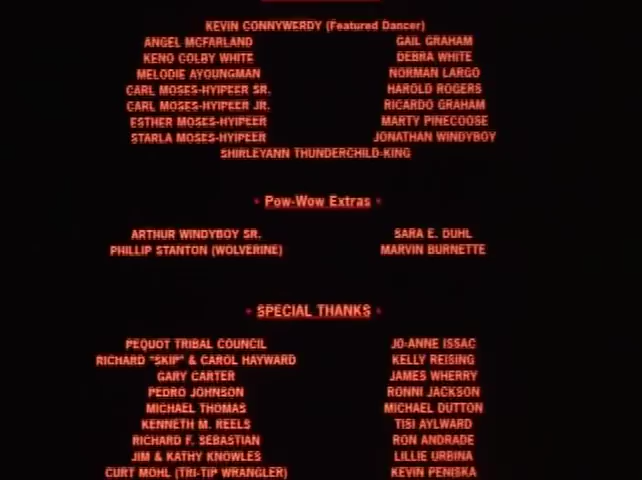 KEVIN CONNYWERDY (Featured Dancer)
ANGEL MCFARLAND GAIL GRAHAM
KENO COLBY WHITE DEBRA WHITE
MELODIE AYOUNGMAN NORMAN LARGO
CARL MOSES-HYIPEER SR. HAROLD ROGERS
CARL MOSES-HYIPEER JR. RICARDO GRAHAM
ESTHER MOSES-HYIPEER MARTY PINECOOSE
STARLA MOSES-HYIPEER JONATHAN WINDYBOY
SHIRLEYANN THUNDERCHILD-KING
• Pow-Wow Extras •
ARTHUR WINDYBOY SR. SARA E. DUHL
PHILLIP STANTON (WOLVERINE) MARVIN BURNETTE
• SPECIAL THANKS •
PEQUOT TRIBAL COUNCIL JO-ANNE ISSAC
RICHARD "SKIP" & CAROL HAYWARD KELLY REISING
GARY CARTER JAMES WHERRY
PEDRO JOHNSON RONNI JACKSON
MICHAEL THOMAS MICHAEL DUTTON
KENNETH M. REELS TISI AYLWARD
RICHARD F. SEBASTIAN RON ANDRADE
JIM & KATHY KNOWLES LILLIE URBINA
CURT MOHL (TRI-TIP WRANGLER) KEVIN PENISKA